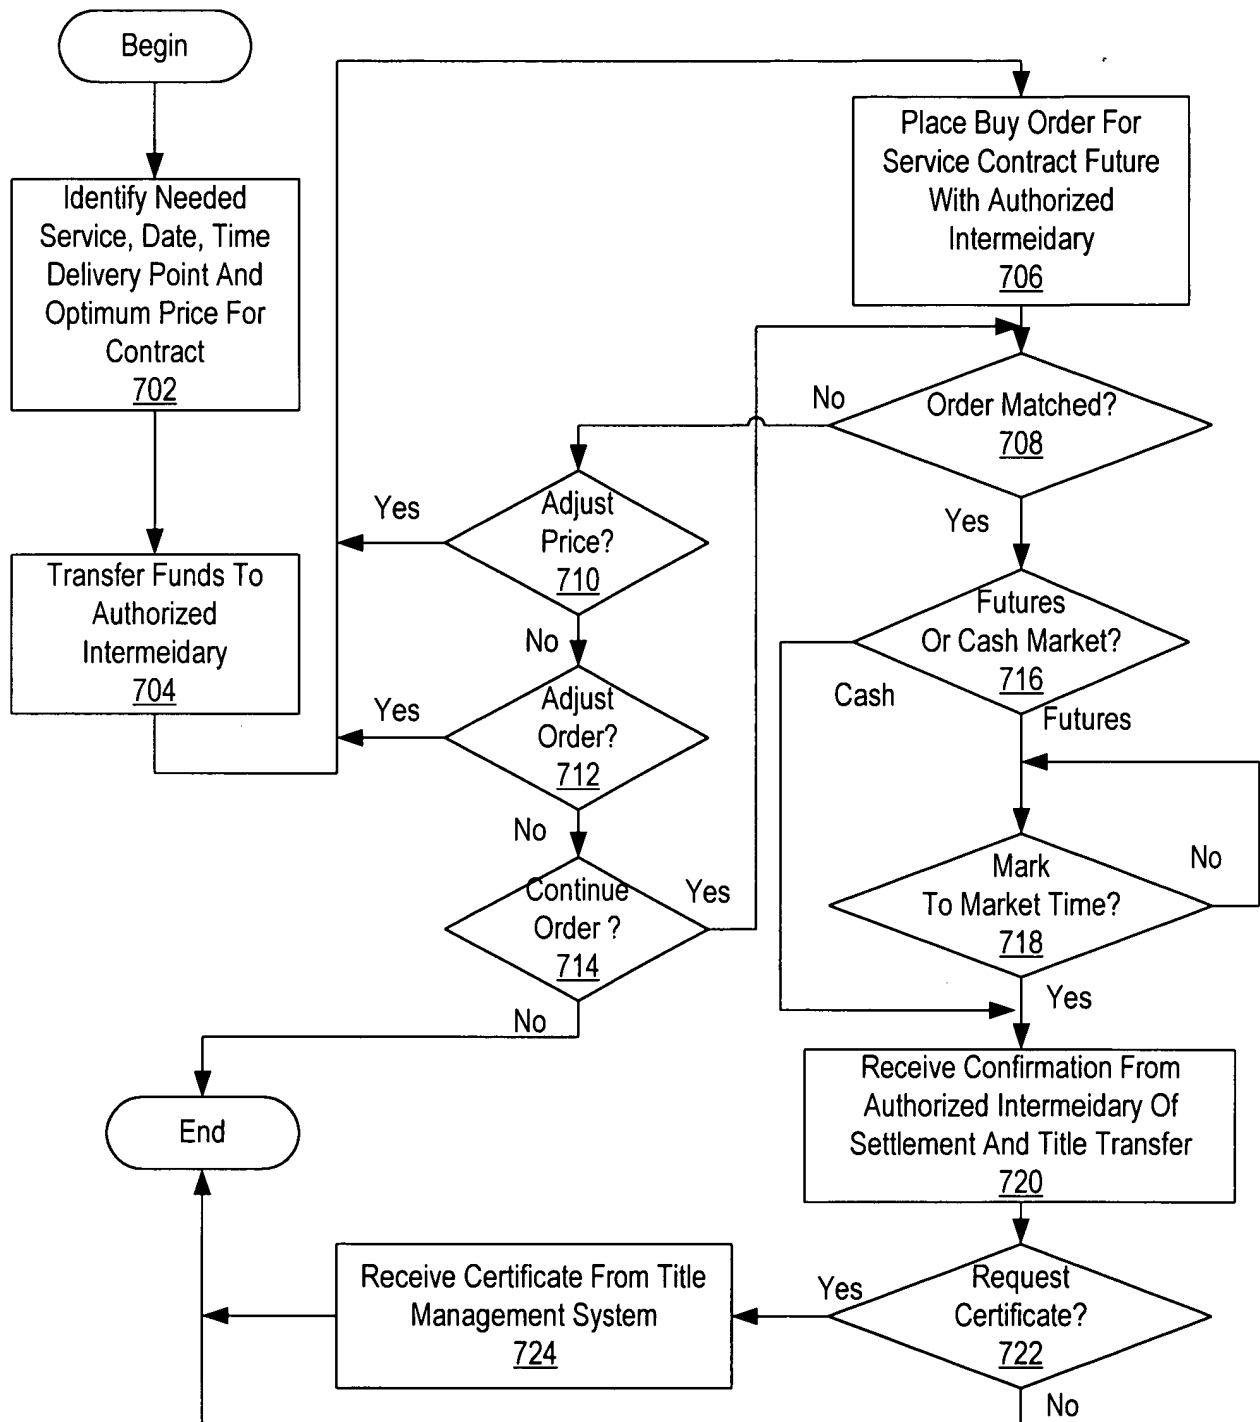 Begin
Identify Needed
Service, Date, Time
Delivery Point And
Optimum Price For
Contract
702
Transfer Funds To
Authorized
Intermeidary
704
Place Buy Order For
Service Contract Future
With Authorized
Intermeidary
706
Order Matched?
708
No
Yes
Adjust
Price?
710
Yes
No
Adjust
Order?
712
Yes
No
Continue
Order ?
714
Yes
No
Futures
Or Cash Market?
716
Cash
Futures
Mark
To Market Time?
718
No
Yes
Receive Confirmation From
Authorized Intermeidary Of
Settlement And Title Transfer
720
Request
Certificate?
722
Yes
No
Receive Certificate From Title
Management System
724
End